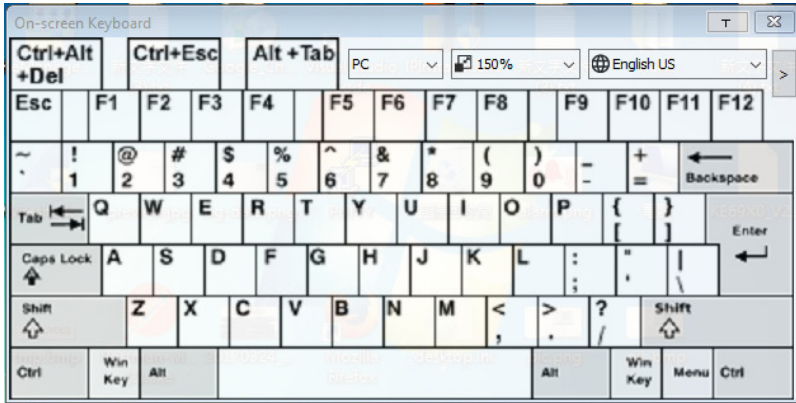 On-screen Keyboard
Ctrl+Alt+Del Ctrl+Esc Alt +Tab PC 150% English US >
Esc F1 F2 F3 F4 F5 F6 F7 F8 F9 F10 F11 F12
~ ! @ # $ % ^ & * ( ) _ +
` 1 2 3 4 5 6 7 8 9 0 - = Backspace
Tab Q W E R T Y U I O P { }
[ ] Enter
Caps Lock A S D F G H J K L : " |
; ' \
Shift Z X C V B N M < > ? Shift
, . /
Ctrl Win Key Alt Alt Win Key Menu Ctrl